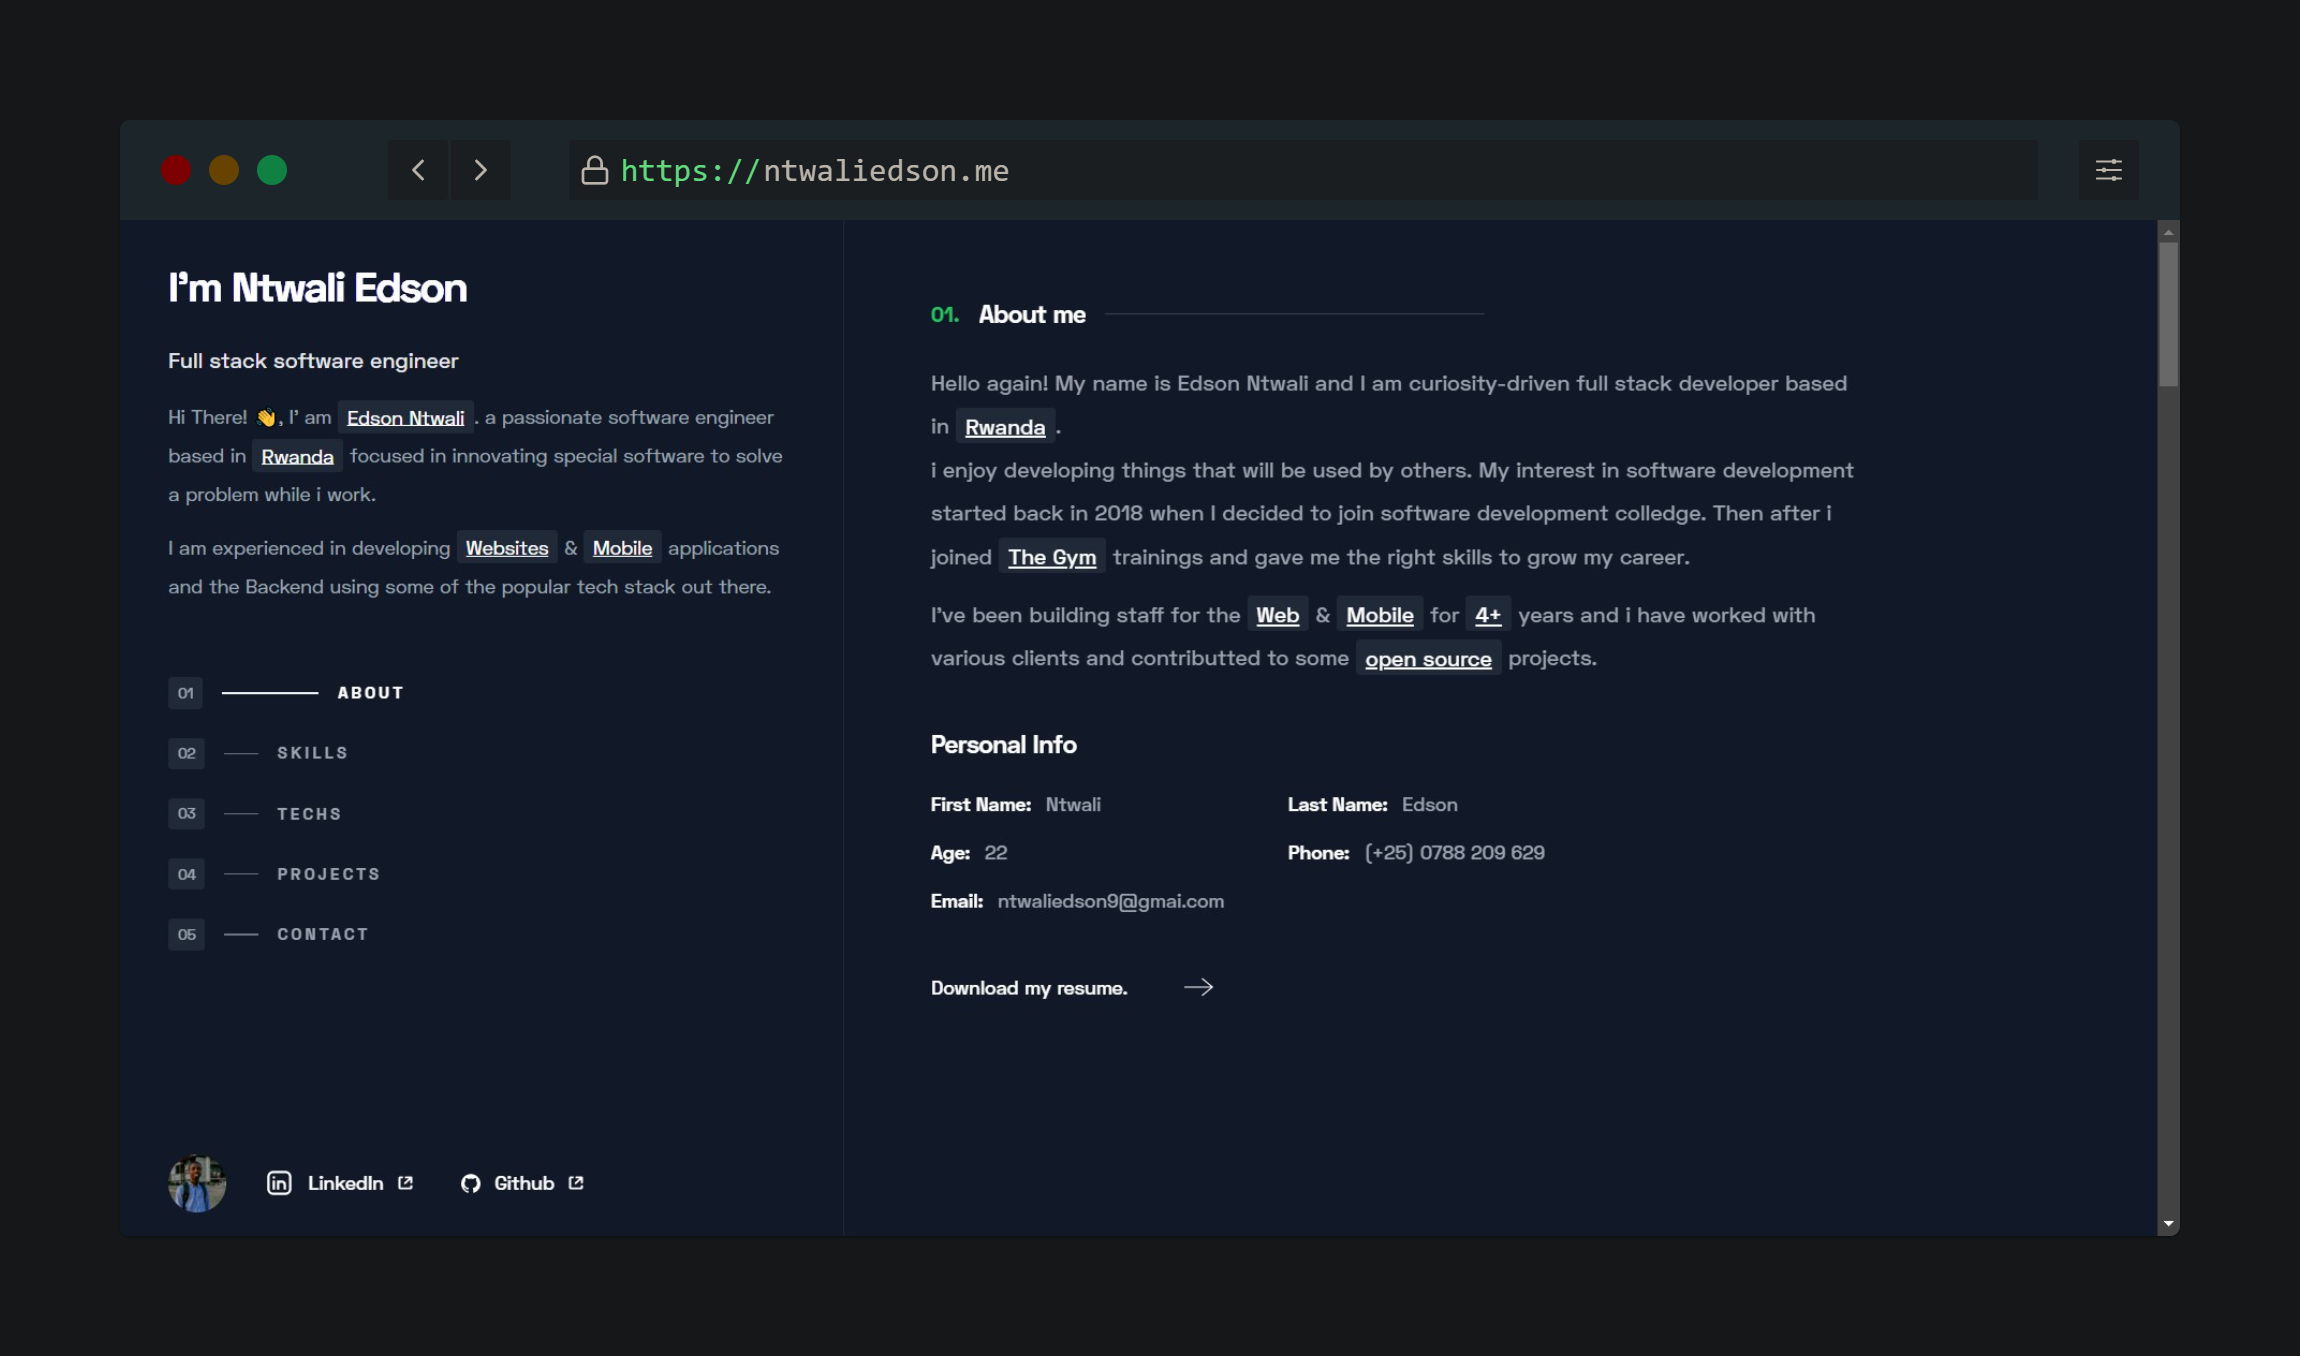 https://ntwaliedson.me
I'm Ntwali Edson
Full stack software engineer
Hi There! 👋, I' am Edson Ntwali . a passionate software engineer
based in Rwanda focused in innovating special software to solve
a problem while i work.
I am experienced in developing Websites & Mobile applications
and the Backend using some of the popular tech stack out there.
01 ABOUT
02 SKILLS
03 TECHS
04 PROJECTS
05 CONTACT
LinkedIn Github
01. About me
Hello again! My name is Edson Ntwali and I am curiosity-driven full stack developer based
in Rwanda .
i enjoy developing things that will be used by others. My interest in software development
started back in 2018 when I decided to join software development colledge. Then after i
joined The Gym trainings and gave me the right skills to grow my career.
I've been building staff for the Web & Mobile for 4+ years and i have worked with
various clients and contributted to some open source projects.
Personal Info
First Name: Ntwali Last Name: Edson
Age: 22 Phone: (+25) 0788 209 629
Email: ntwaliedson9@gmai.com
Download my resume.